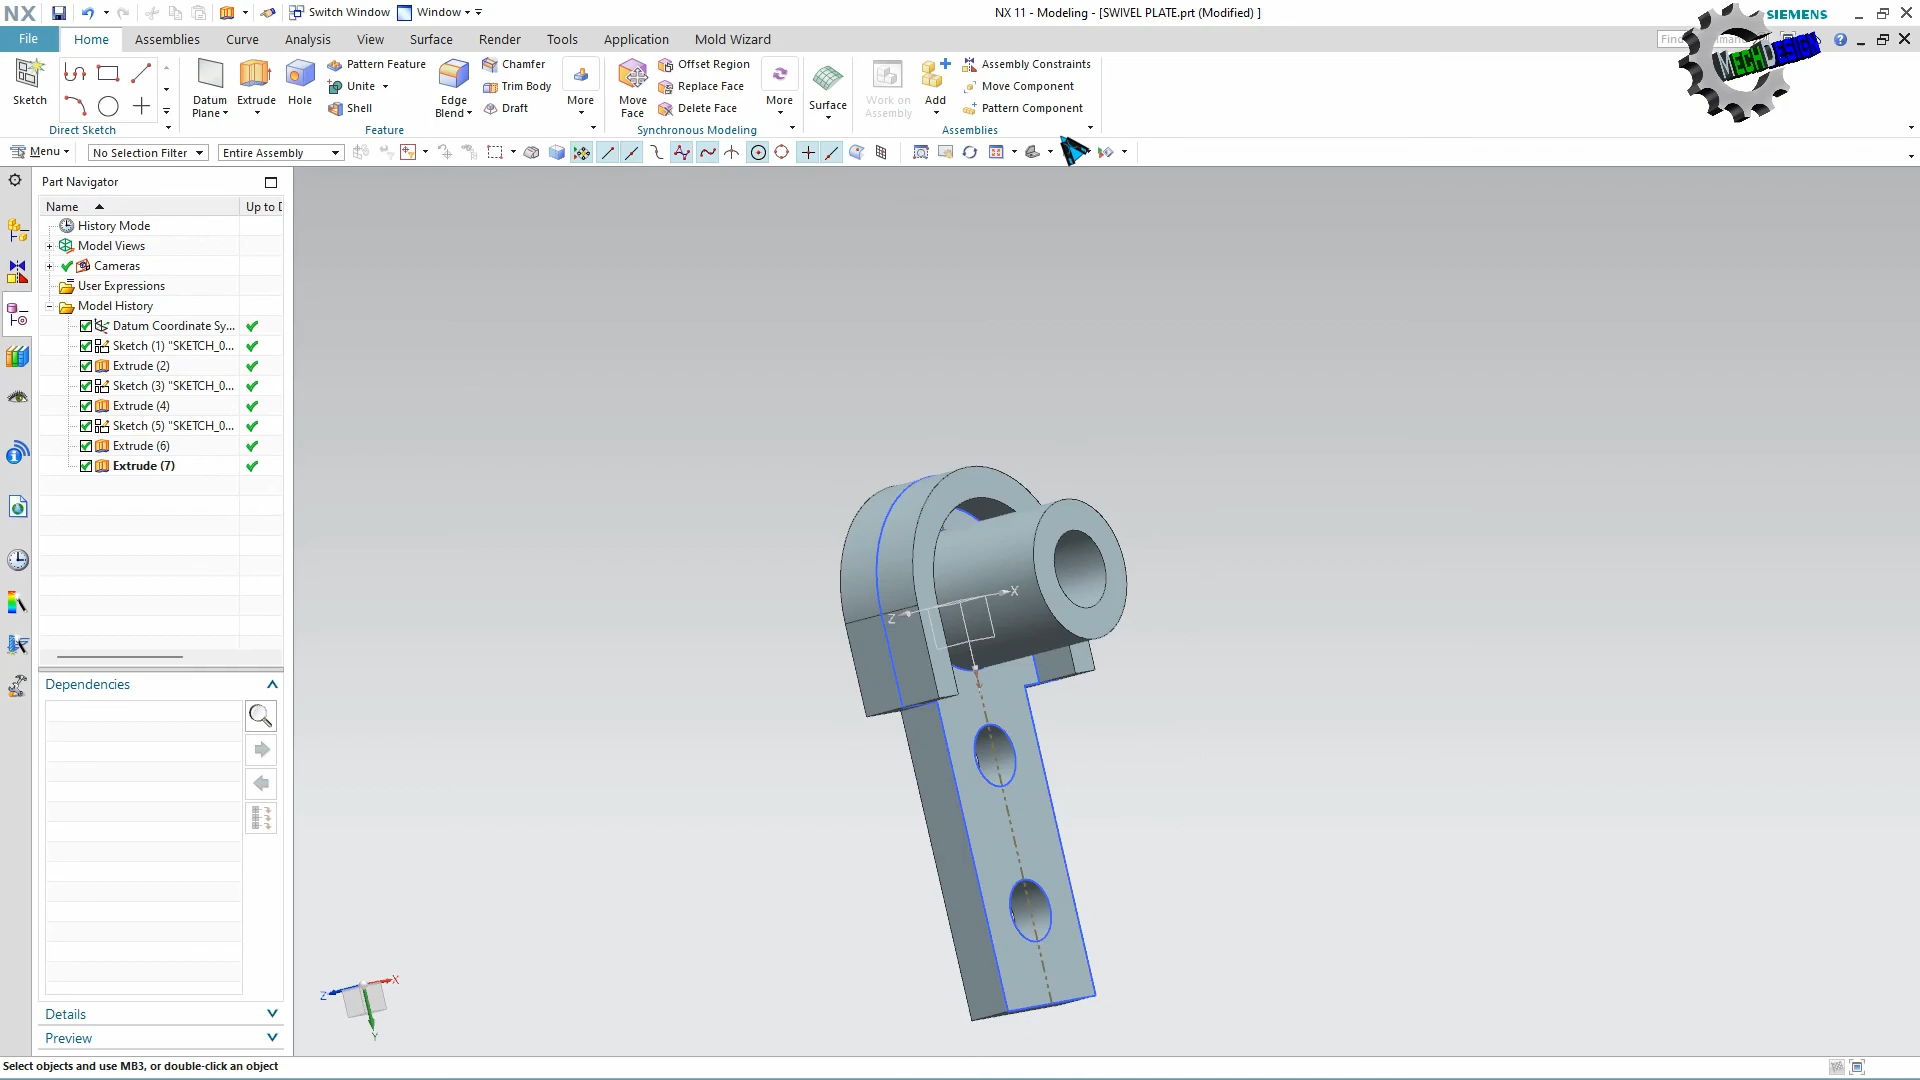 NX
Switch Window
Window
NX 11 - Modeling - [SWIVEL PLATE.prt (Modified) ]
SIEMENS
File
Home
Assemblies
Curve
Analysis
View
Surface
Render
Tools
Application
Mold Wizard
MECHDESIGN
Sketch
Direct Sketch
Datum Plane
Extrude
Hole
Pattern Feature
Unite
Shell
Edge Blend
Chamfer
Trim Body
Draft
More
Feature
Move Face
Offset Region
Replace Face
Delete Face
More
Synchronous Modeling
Surface
Work on Assembly
Add
Assembly Constraints
Move Component
Pattern Component
Assemblies
Menu
No Selection Filter
Entire Assembly
Part Navigator
Name
Up to D
History Mode
Model Views
Cameras
User Expressions
Model History
Datum Coordinate Sy...
Sketch (1) "SKETCH_0...
Extrude (2)
Sketch (3) "SKETCH_0...
Extrude (4)
Sketch (5) "SKETCH_0...
Extrude (6)
Extrude (7)
Dependencies
Details
Preview
X
Z
X
Z
Y
Select objects and use MB3, or double-click an object